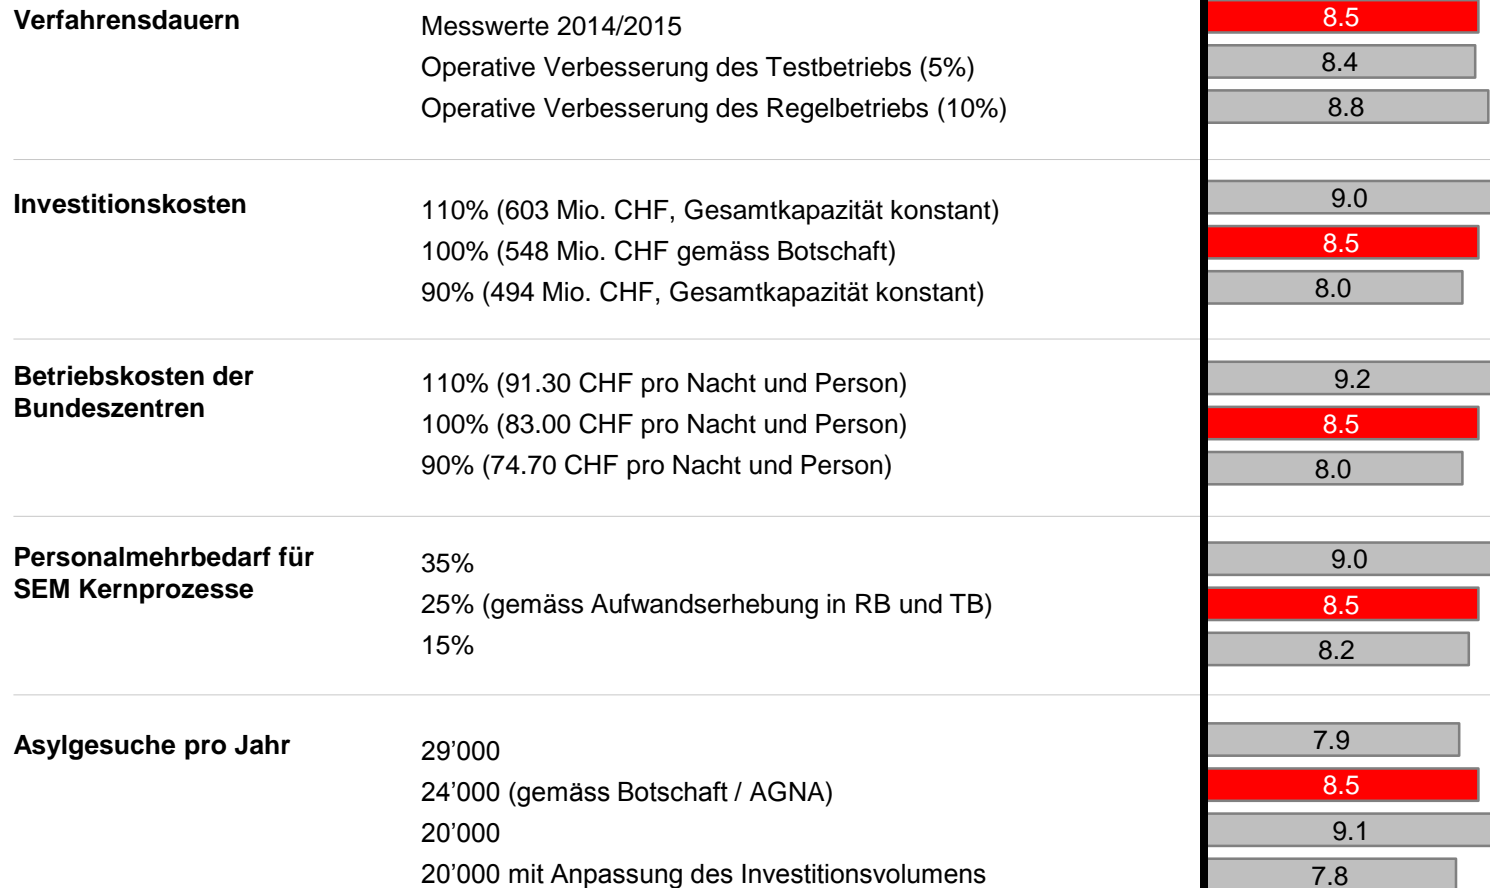 Verfahrensdauern
Messwerte 2014/2015
8.5
Operative Verbesserung des Testbetriebs (5%)
8.4
Operative Verbesserung des Regelbetriebs (10%)
8.8
Investitionskosten
110% (603 Mio. CHF, Gesamtkapazität konstant)
9.0
100% (548 Mio. CHF gemäss Botschaft)
8.5
90% (494 Mio. CHF, Gesamtkapazität konstant)
8.0
Betriebskosten der
Bundeszentren
110% (91.30 CHF pro Nacht und Person)
9.2
100% (83.00 CHF pro Nacht und Person)
8.5
90% (74.70 CHF pro Nacht und Person)
8.0
Personalmehrbedarf für
SEM Kernprozesse
35%
9.0
25% (gemäss Aufwandserhebung in RB und TB)
8.5
15%
8.2
Asylgesuche pro Jahr
29’000
7.9
24’000 (gemäss Botschaft / AGNA)
8.5
20’000
9.1
20’000 mit Anpassung des Investitionsvolumens
7.8